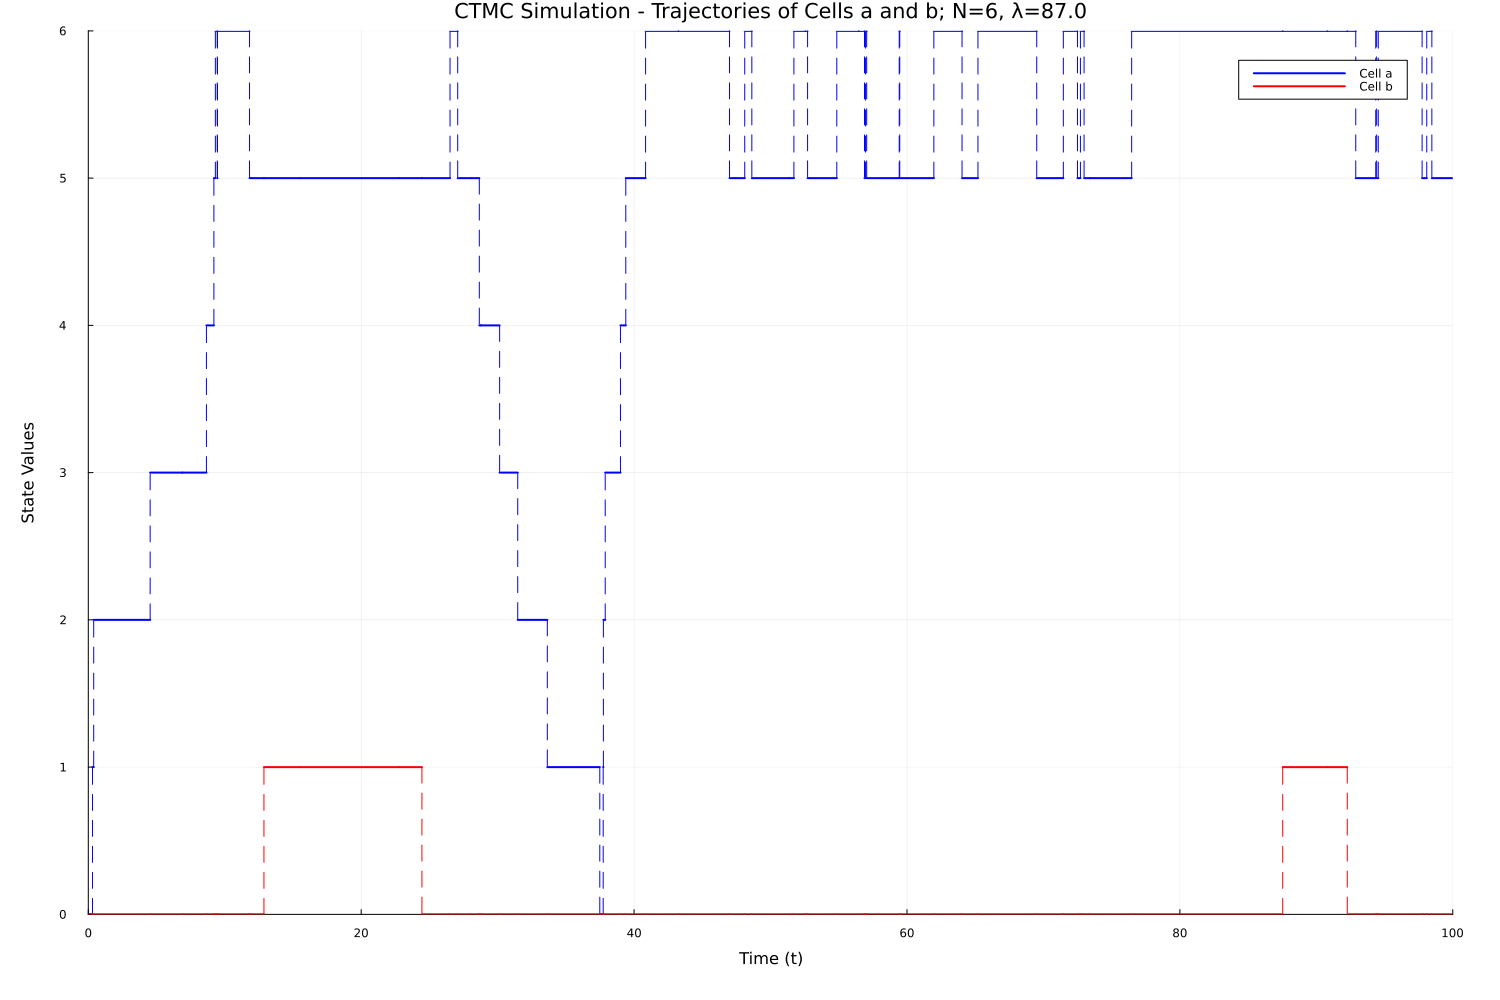 CTMC Simulation - Trajectories of Cells a and b; N=6, λ=87.0
6
Cell a
Cell b
5
4
3
State Values
2
1
0
0 20 40 60 80 100
Time (t)